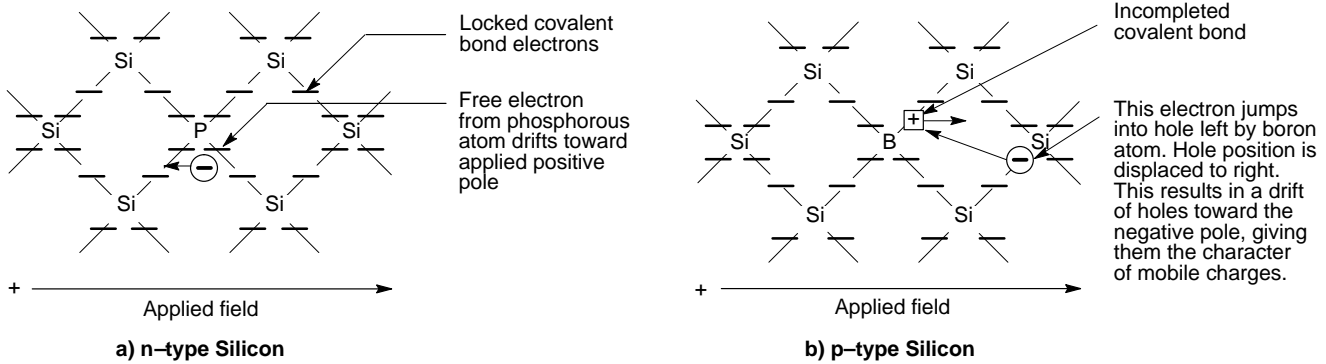 Locked covalent
bond electrons
Free electron
from phosphorous
atom drifts toward
applied positive
pole
Si Si
Si P Si
Si Si
+
Applied field
a) n–type Silicon
Incompleted
covalent bond
This electron jumps
into hole left by boron
atom. Hole position is
displaced to right.
This results in a drift
of holes toward the
negative pole, giving
them the character
of mobile charges.
Si Si
+
Si B Si
Si Si
+
Applied field
b) p–type Silicon